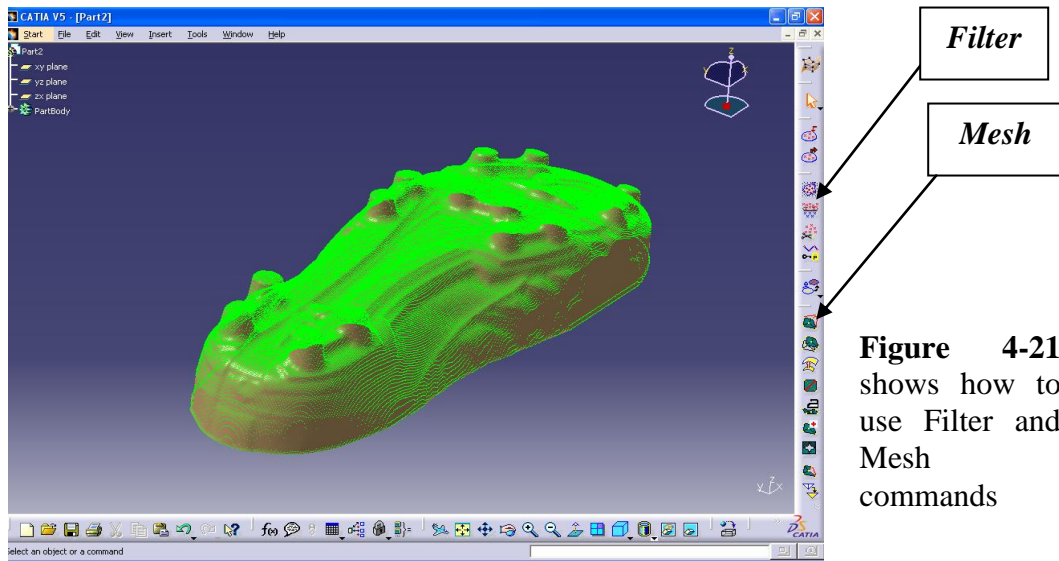 CATIA V5 - [Part2]
Start File Edit View Insert Tools Window Help
Part2
xy plane
yz plane
zx plane
PartBody
z
y x
Filter
Mesh
Figure 4-21
shows how to
use Filter and
Mesh
commands
z
y x
f(x)
CATIA
Select an object or a command